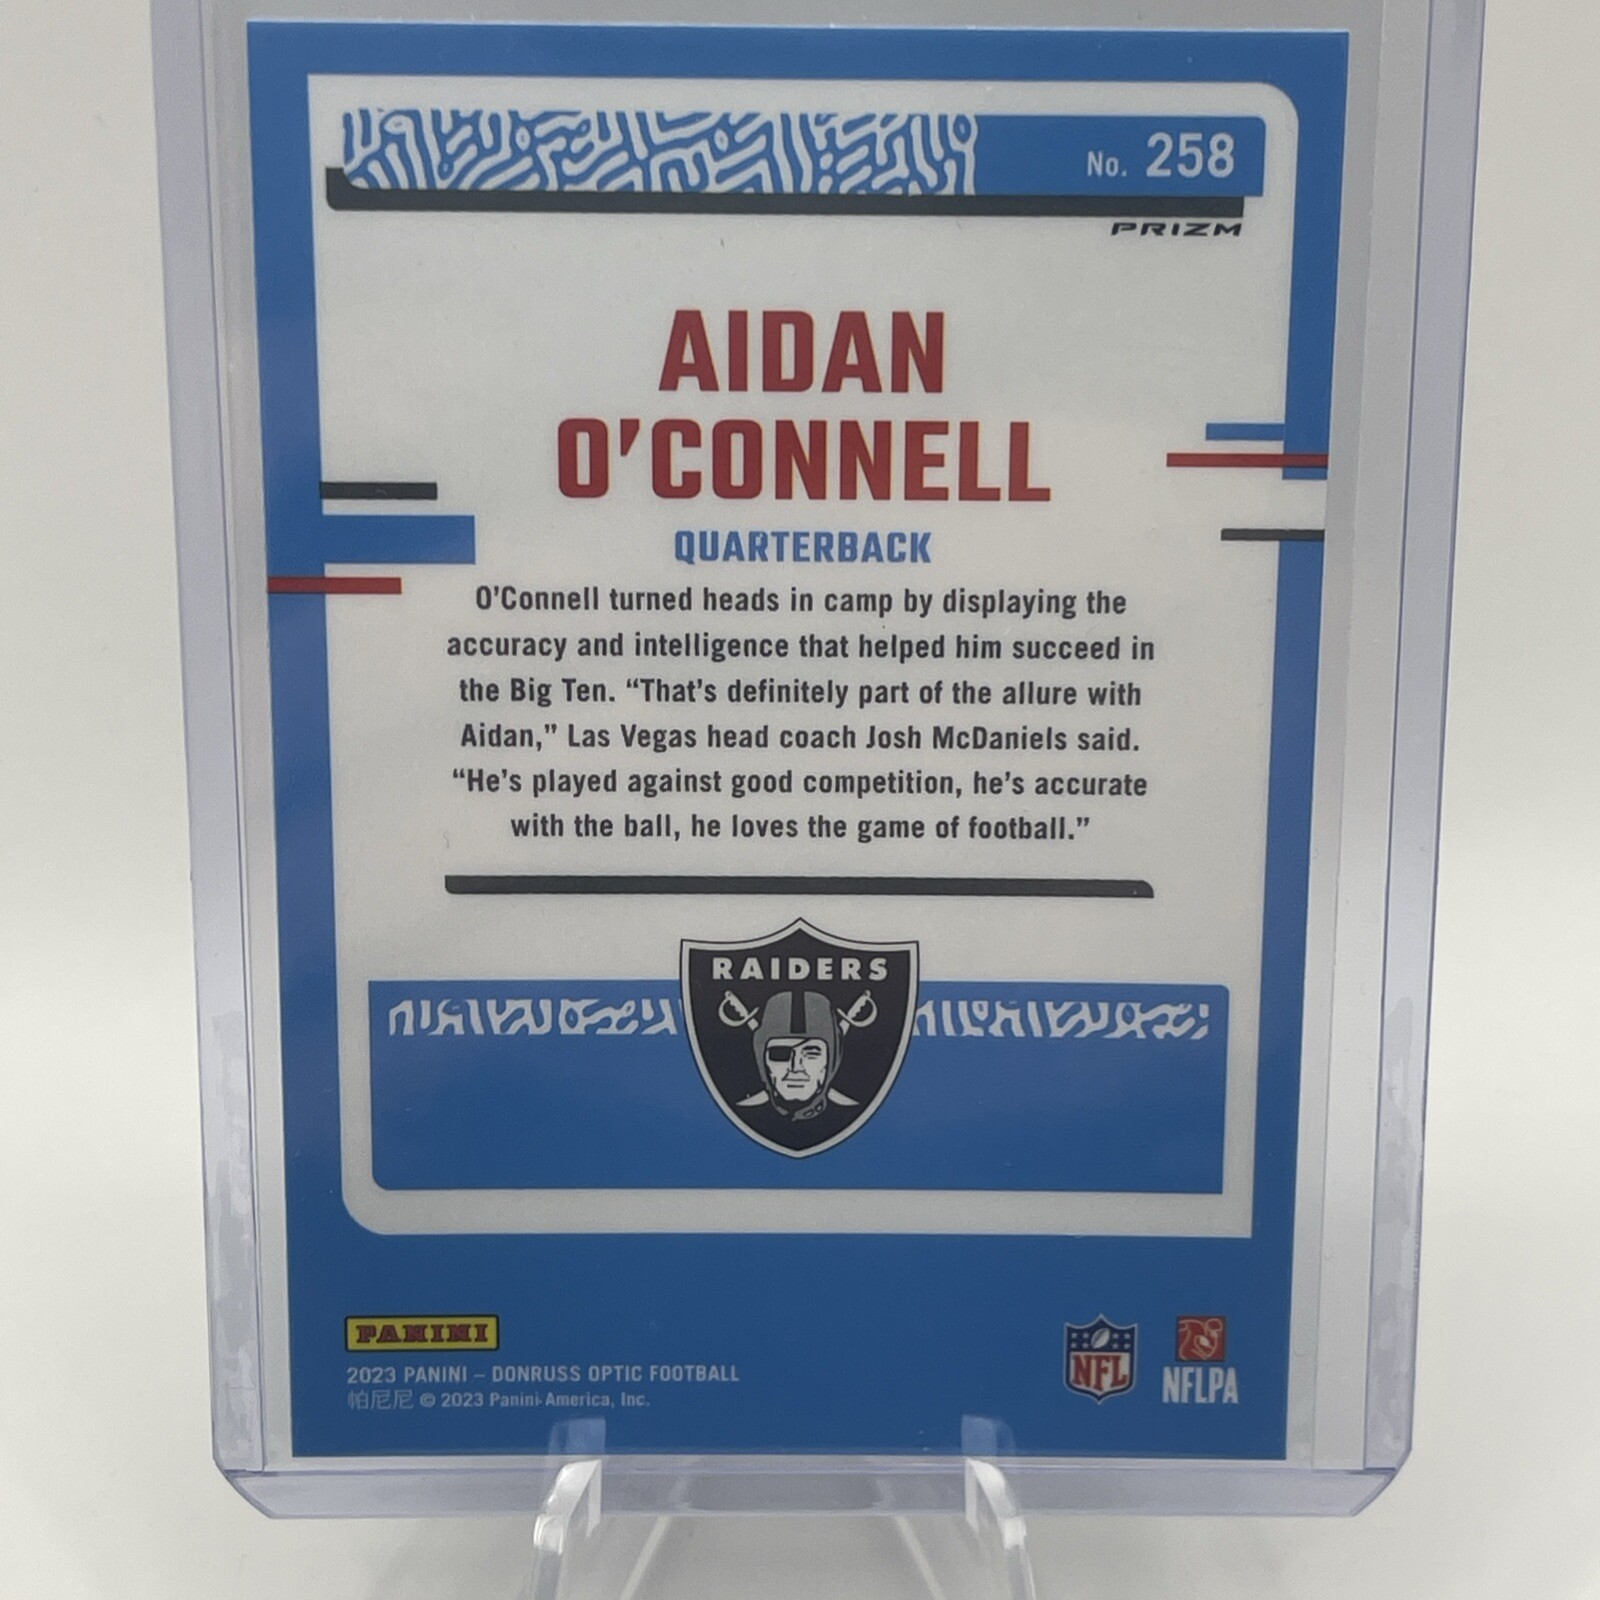 No. 258
PRIZM
AIDAN
O'CONNELL
QUARTERBACK
O'Connell turned heads in camp by displaying the
accuracy and intelligence that helped him succeed in
the Big Ten. “That's definitely part of the allure with
Aidan,” Las Vegas head coach Josh McDaniels said.
“He's played against good competition, he's accurate
with the ball, he loves the game of football.”
RAIDERS
PANINI
2023 PANINI – DONRUSS OPTIC FOOTBALL
帕尼尼 © 2023 Panini America, Inc.
NFL
NFLPA